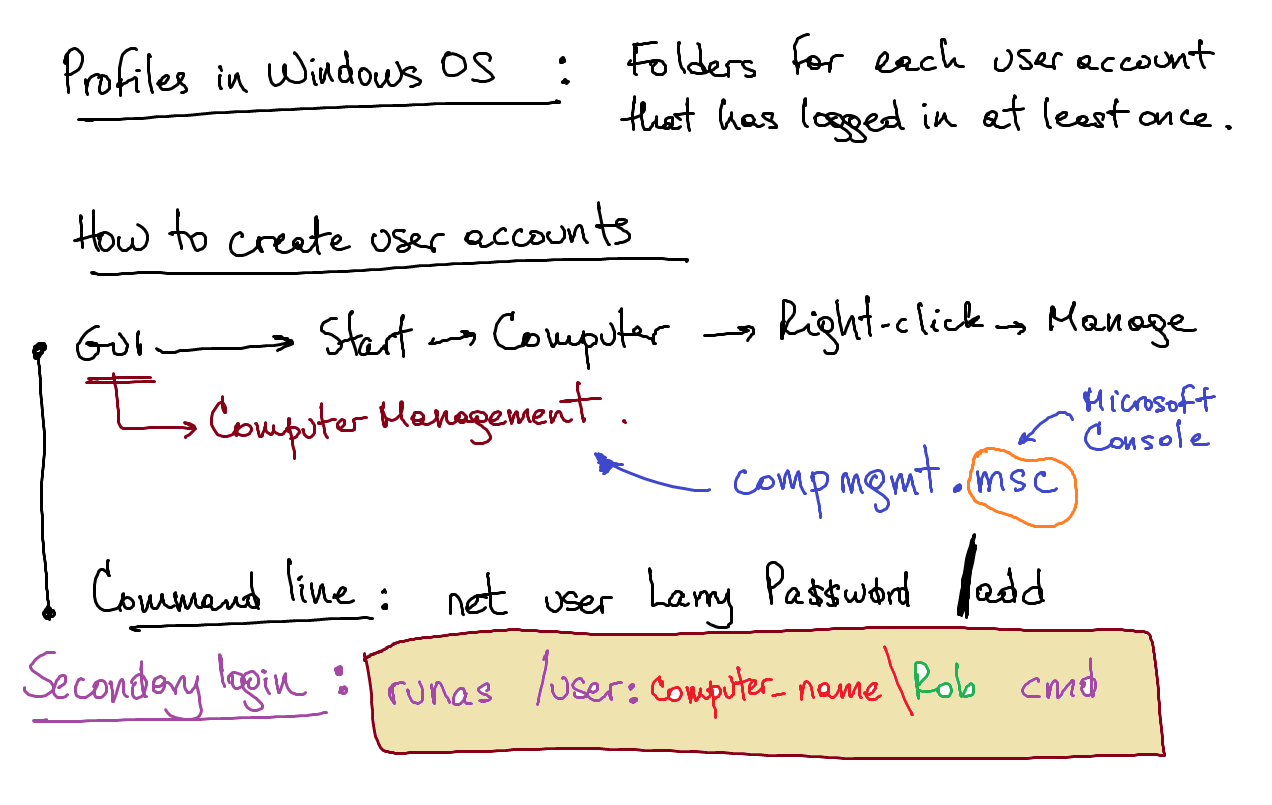 Profiles in Windows OS : Folders for each user account
that has logged in at least once.
How to create user accounts
GUI → Start → Computer → Right-click → Manage
Computer Management.
Microsoft
Console
compmgmt.msc
Command line: net user Larry Pa$$w0rd /add
Secondary login : runas /user: Computer_name\Rob cmd